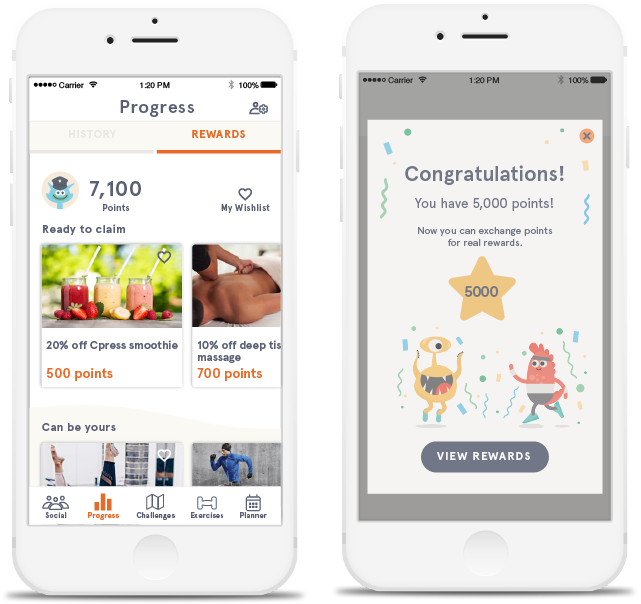 Carrier
1:20 PM
100%
Progress
HISTORY
REWARDS
7,100
Points
My Wishlist
Ready to claim
20% off Cpress smoothie
500 points
10% off deep tis
massage
700 points
Can be yours
Social
Progress
Challenges
Exercises
Planner
Carrier
1:20 PM
100%
Congratulations!
You have 5,000 points!
Now you can exchange points
for real rewards.
5000
VIEW REWARDS